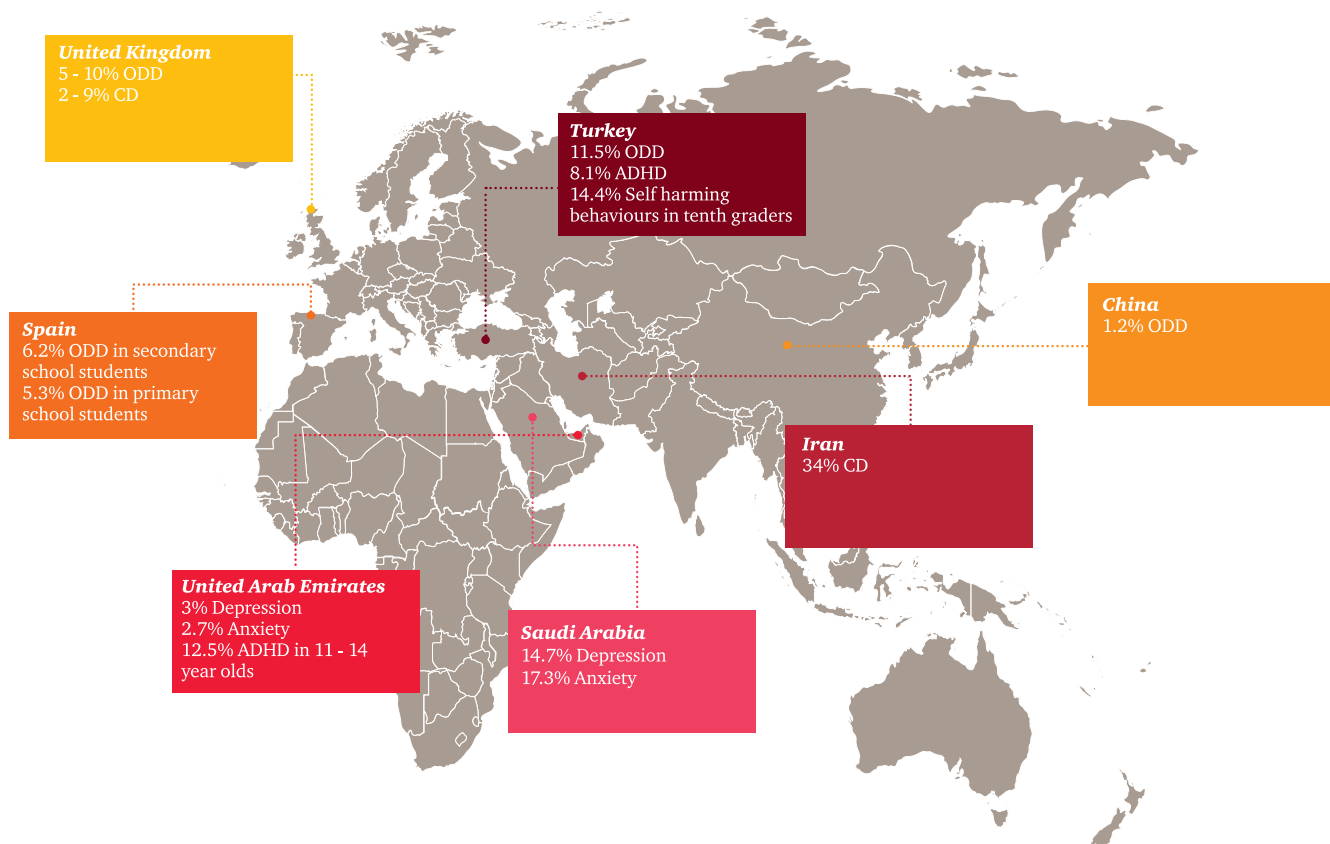 United Kingdom
5 - 10% ODD
2 - 9% CD
Turkey
11.5% ODD
8.1% ADHD
14.4% Self harming
behaviours in tenth graders
Spain
6.2% ODD in secondary
school students
5.3% ODD in primary
school students
China
1.2% ODD
Iran
34% CD
United Arab Emirates
3% Depression
2.7% Anxiety
12.5% ADHD in 11 - 14
year olds
Saudi Arabia
14.7% Depression
17.3% Anxiety